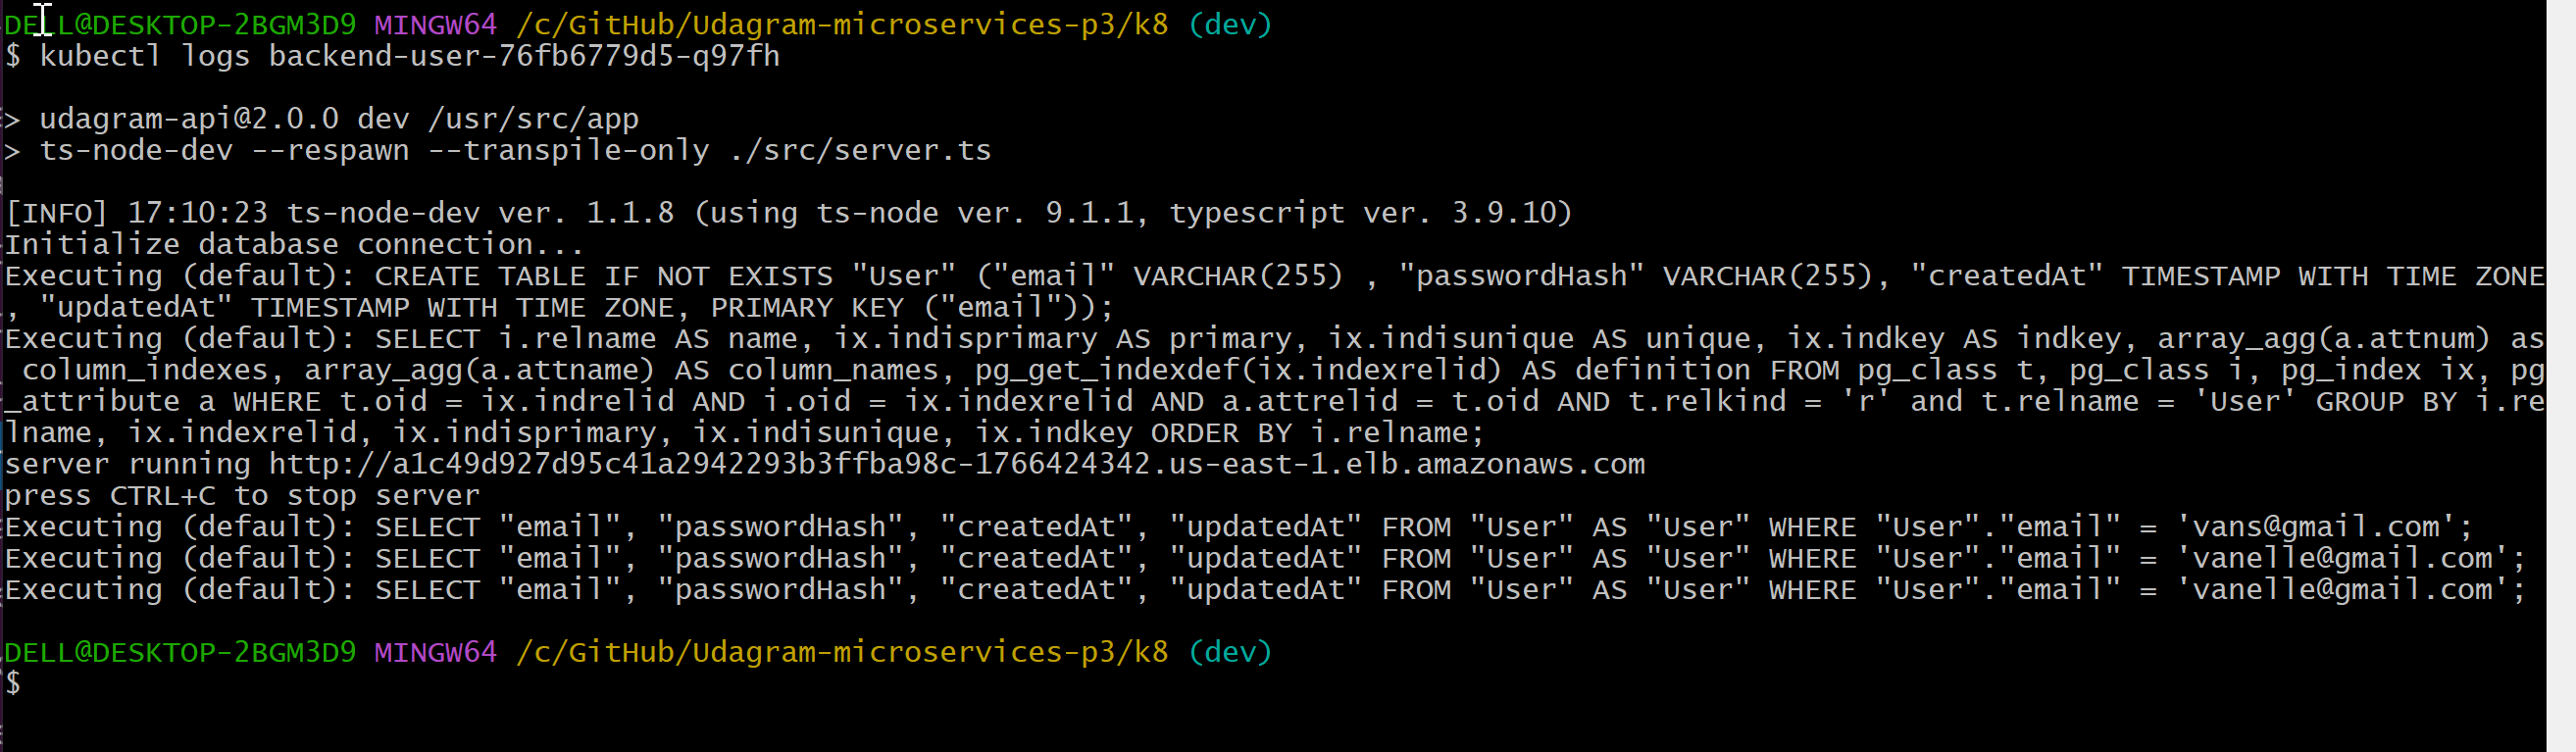 DELL@DESKTOP-2BGM3D9 MINGW64 /c/GitHub/Udagram-microservices-p3/k8 (dev)
$ kubectl logs backend-user-76fb6779d5-q97fh
> udagram-api@2.0.0 dev /usr/src/app
> ts-node-dev --respawn --transpile-only ./src/server.ts
[INFO] 17:10:23 ts-node-dev ver. 1.1.8 (using ts-node ver. 9.1.1, typescript ver. 3.9.10)
Initialize database connection...
Executing (default): CREATE TABLE IF NOT EXISTS "User" ("email" VARCHAR(255) , "passwordHash" VARCHAR(255), "createdAt" TIMESTAMP WITH TIME ZONE
, "updatedAt" TIMESTAMP WITH TIME ZONE, PRIMARY KEY ("email"));
Executing (default): SELECT i.relname AS name, ix.indisprimary AS primary, ix.indisunique AS unique, ix.indkey AS indkey, array_agg(a.attnum) as
 column_indexes, array_agg(a.attname) AS column_names, pg_get_indexdef(ix.indexrelid) AS definition FROM pg_class t, pg_class i, pg_index ix, pg
_attribute a WHERE t.oid = ix.indrelid AND i.oid = ix.indexrelid AND a.attrelid = t.oid AND t.relkind = 'r' and t.relname = 'User' GROUP BY i.re
lname, ix.indexrelid, ix.indisprimary, ix.indisunique, ix.indkey ORDER BY i.relname;
server running http://a1c49d927d95c41a2942293b3ffba98c-1766424342.us-east-1.elb.amazonaws.com
press CTRL+C to stop server
Executing (default): SELECT "email", "passwordHash", "createdAt", "updatedAt" FROM "User" AS "User" WHERE "User"."email" = 'vans@gmail.com';
Executing (default): SELECT "email", "passwordHash", "createdAt", "updatedAt" FROM "User" AS "User" WHERE "User"."email" = 'vanelle@gmail.com';
Executing (default): SELECT "email", "passwordHash", "createdAt", "updatedAt" FROM "User" AS "User" WHERE "User"."email" = 'vanelle@gmail.com';
DELL@DESKTOP-2BGM3D9 MINGW64 /c/GitHub/Udagram-microservices-p3/k8 (dev)
$